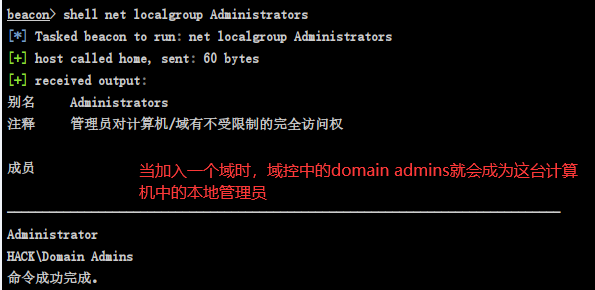 beacon> shell net localgroup Administrators
[*] Tasked beacon to run: net localgroup Administrators
[+] host called home, sent: 60 bytes
[+] received output:
别名     Administrators
注释     管理员对计算机/域有不受限制的完全访问权
成员
当加入一个域时，域控中的domain admins就会成为这台计算
机中的本地管理员
-------------------------------------------------------------------------------
Administrator
HACK\Domain Admins
命令成功完成。